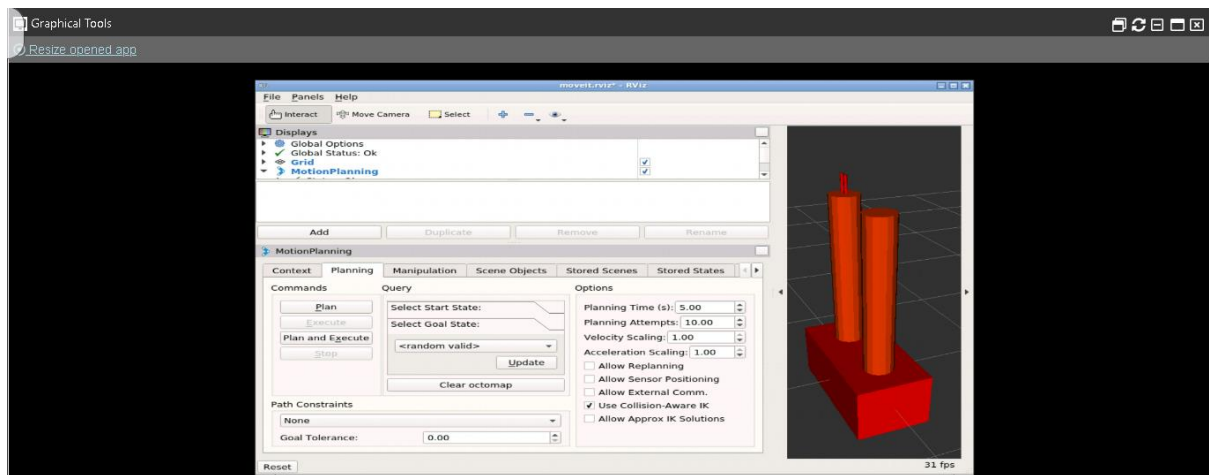 Graphical Tools
Resize opened app
moveit.rviz* - RViz
File Panels Help
Interact Move Camera Select
Displays
Global Options
Global Status: Ok
Grid
MotionPlanning
Add Duplicate Remove Rename
MotionPlanning
Context Planning Manipulation Scene Objects Stored Scenes Stored States
Commands Query Options
Plan Select Start State: Planning Time (s): 5.00
Execute Select Goal State: Planning Attempts: 10.00
Plan and Execute <random valid> Velocity Scaling: 1.00
Stop Update Acceleration Scaling: 1.00
Allow Replanning
Clear octomap Allow Sensor Positioning
Allow External Comm.
Path Constraints Use Collision-Aware IK
None Allow Approx IK Solutions
Goal Tolerance: 0.00
Reset 31 fps